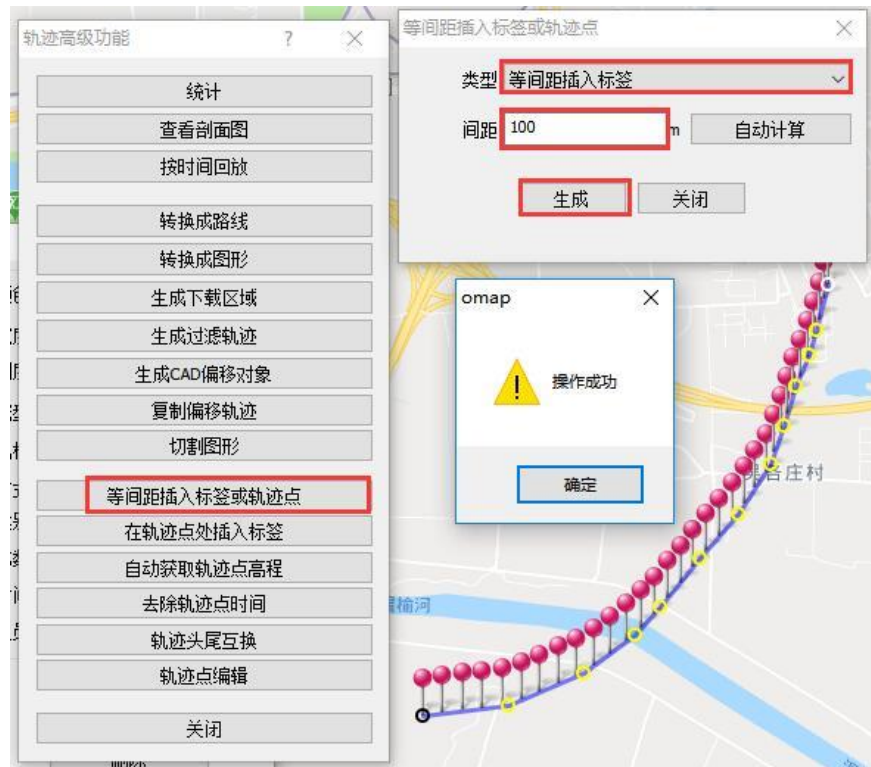 轨迹高级功能
统计
查看剖面图
按时间回放
转换成路线
转换成图形
生成下载区域
生成过滤轨迹
生成CAD偏移对象
复制偏移轨迹
切割图形
等间距插入标签或轨迹点
在轨迹点处插入标签
自动获取轨迹点高程
去除轨迹点时间
轨迹头尾互换
轨迹点编辑
关闭
删除
等间距插入标签或轨迹点
类型 等间距插入标签
间距 100 m 自动计算
生成 关闭
omap
操作成功
确定
各庄村
榆河